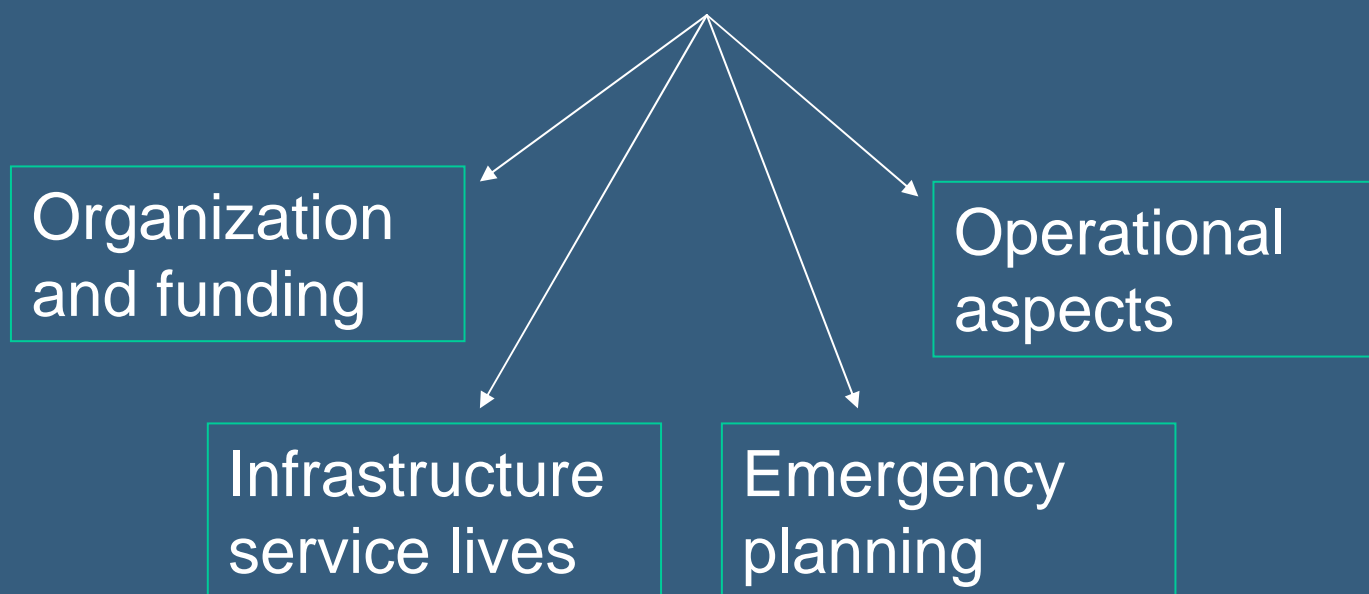 Organization
and funding
Operational
aspects
Infrastructure
service lives
Emergency
planning